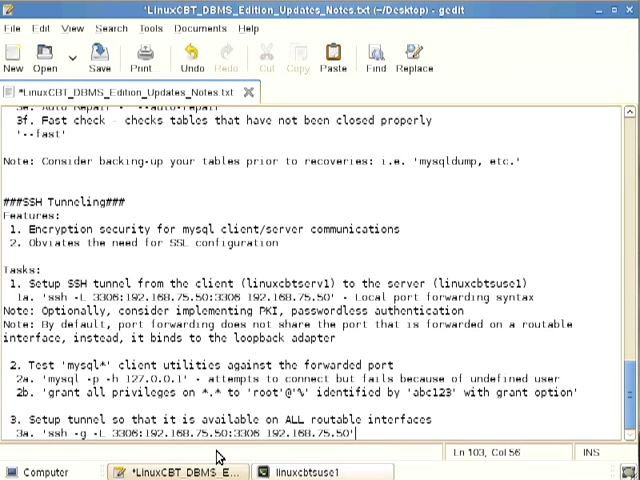 *LinuxCBT_DBMS_Edition_Updates_Notes.txt (~/Desktop) - gedit
File Edit View Search Tools Documents Help
New Open Save Print Undo Redo Cut Copy Paste Find Replace
*LinuxCBT_DBMS_Edition_Updates_Notes.txt
3e. Auto Repair - '--auto-repair'
3f. Fast check - checks tables that have not been closed properly
'--fast'
Note: Consider backing-up your tables prior to recoveries: i.e. 'mysqldump, etc.'
###SSH Tunneling###
Features:
1. Encryption security for mysql client/server communications
2. Obviates the need for SSL configuration
Tasks:
1. Setup SSH tunnel from the client (linuxcbtserv1) to the server (linuxcbtsuse1)
1a. 'ssh -L 3306:192.168.75.50:3306 192.168.75.50' - Local port forwarding syntax
Note: Optionally, consider implementing PKI, passwordless authentication
Note: By default, port forwarding does not share the port that is forwarded on a routable
interface, instead, it binds to the loopback adapter
2. Test 'mysql*' client utilities against the forwarded port
2a. 'mysql -p -h 127.0.0.1' - attempts to connect but fails because of undefined user
2b. 'grant all privileges on *.* to 'root'@'%' identified by 'abc123' with grant option'
3. Setup tunnel so that it is available on ALL routable interfaces
3a. 'ssh -g -L 3306:192.168.75.50:3306 192.168.75.50'
Ln 103, Col 56 INS
Computer *LinuxCBT_DBMS_E... linuxcbtsuse1